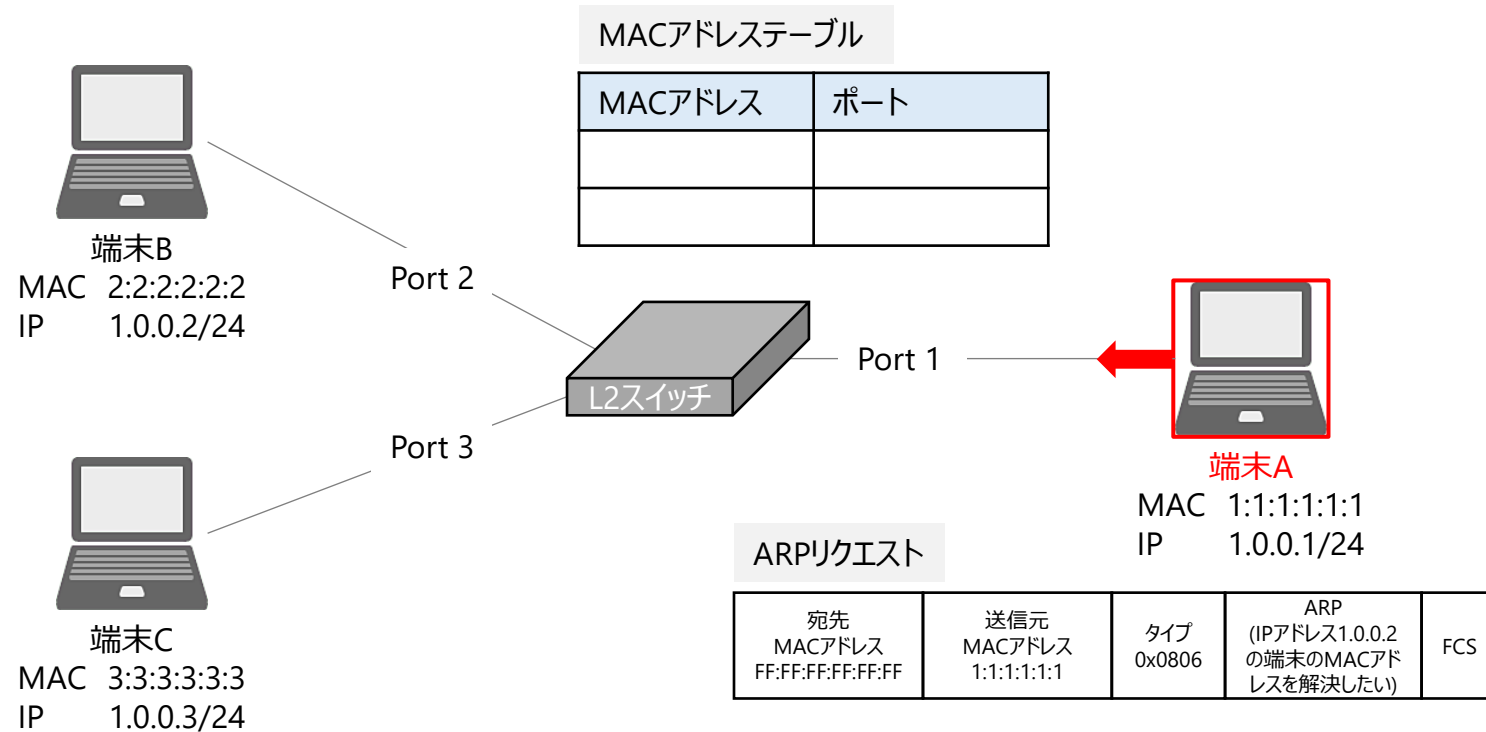 MACアドレステーブル
MACアドレス ポート
端末B
MAC 2:2:2:2:2:2
IP 1.0.0.2/24
Port 2
L2スイッチ
Port 1
Port 3
端末A
MAC 1:1:1:1:1:1
IP 1.0.0.1/24
端末C
MAC 3:3:3:3:3:3
IP 1.0.0.3/24
ARPリクエスト
宛先
MACアドレス
FF:FF:FF:FF:FF:FF
送信元
MACアドレス
1:1:1:1:1:1
タイプ
0x0806
ARP
(IPアドレス1.0.0.2
の端末のMACアド
レスを解決したい)
FCS